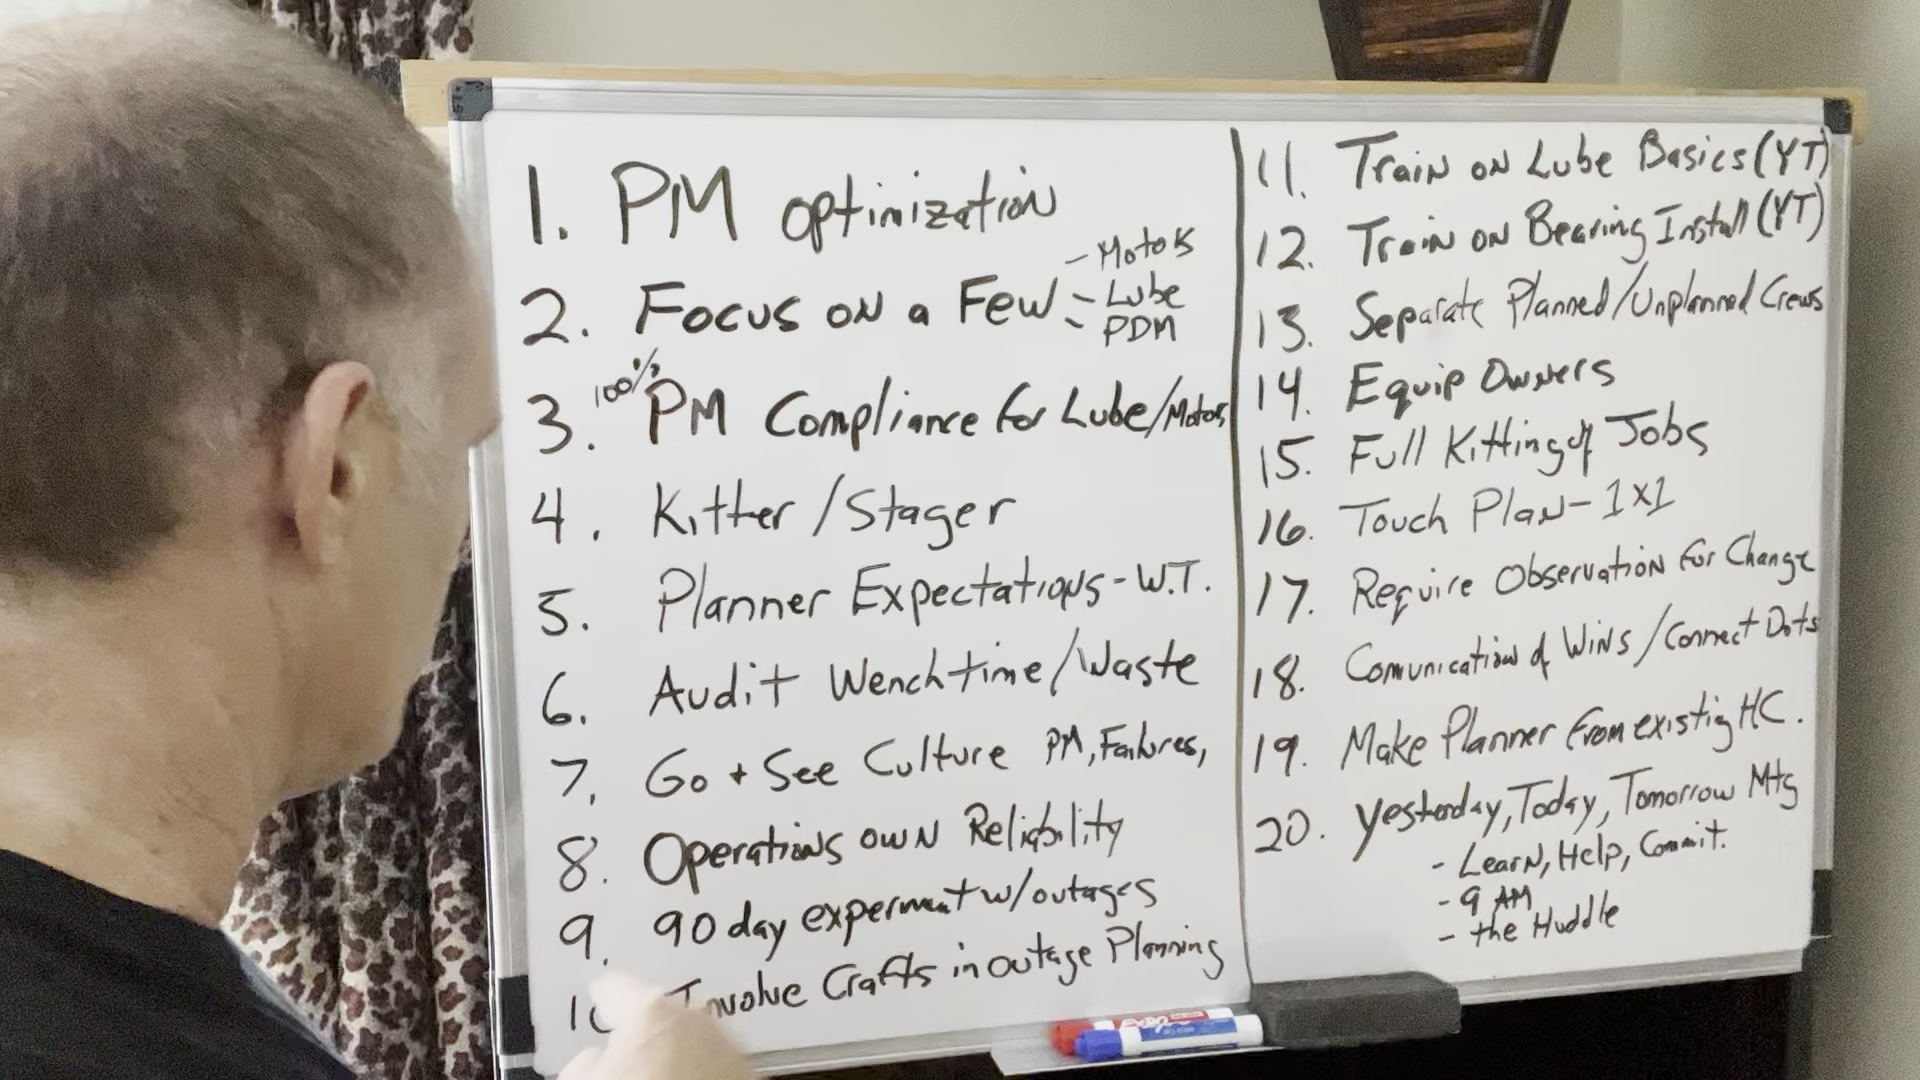 1. PM optimization
2. Focus on a Few
- Motors
- Lube
- PDM
3. 100% PM Compliance for Lube/Motors
4. Kitter/Stager
5. Planner Expectations - W.T.
6. Audit Wenchtime/Waste
7. Go + See Culture PM, Failures,
8. Operations own Reliability
9. 90 day experment w/outages
10 Involve Crafts in outage Planning
11. Train on Lube Basics (YT)
12. Train on Bearing Install (YT)
13. Separate Planned/Unplanned Crews
14. Equip Owners
15. Full Kitting of Jobs
16. Touch Plan - 1x1
17. Require Observation for Change
18. Comunication of Wins/Connect Dots
19. Make Planner from existig HC.
20. Yesterday, Today, Tomorrow Mtg
- Learn, Help, Commit.
- 9 AM
- the Huddle